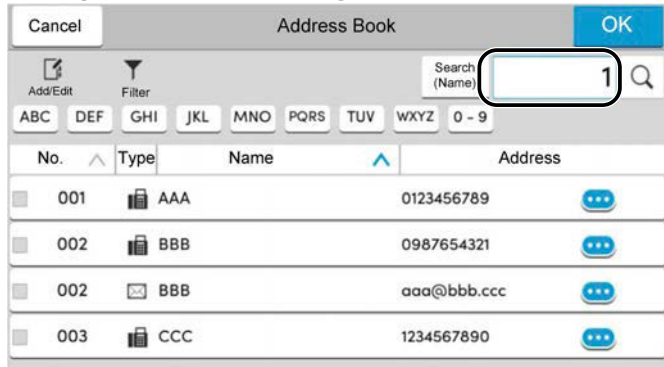 Cancel Address Book OK
Add/Edit Filter Search (Name) 1
ABC DEF GHI JKL MNO PQRS TUV WXYZ 0 - 9
No. Type Name Address
001 AAA 0123456789
002 BBB 0987654321
002 BBB aaa@bbb.ccc
003 CCC 1234567890